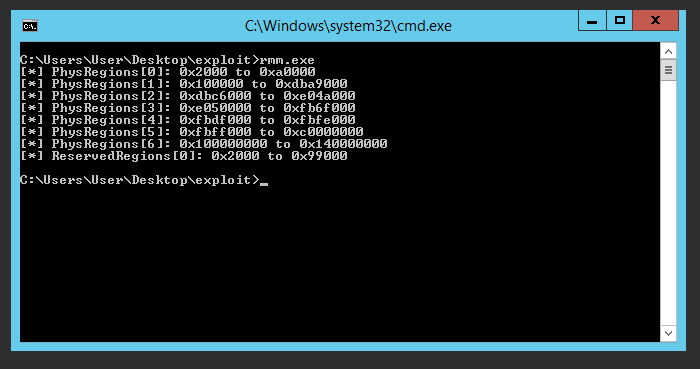 C:\Windows\system32\cmd.exe
C:\Users\User\Desktop\exploit>rmm.exe
[*] PhysRegions[0]: 0x2000 to 0xa0000
[*] PhysRegions[1]: 0x100000 to 0xdba9000
[*] PhysRegions[2]: 0xdbc6000 to 0xe04a000
[*] PhysRegions[3]: 0xe050000 to 0xfb6f000
[*] PhysRegions[4]: 0xfbdf000 to 0xfbfe000
[*] PhysRegions[5]: 0xfbff000 to 0xc0000000
[*] PhysRegions[6]: 0x100000000 to 0x140000000
[*] ReservedRegions[0]: 0x2000 to 0x99000
C:\Users\User\Desktop\exploit>_